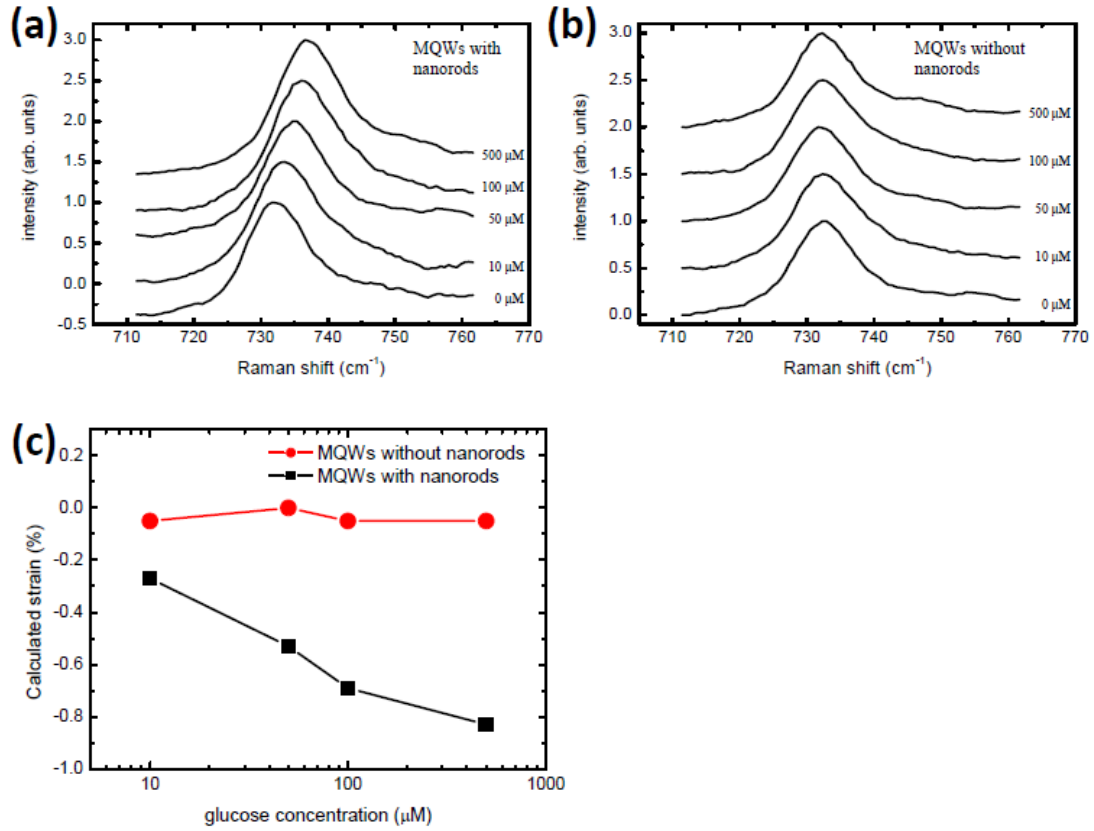 (a)
MQWs with
nanorods
3.0
2.5
2.0
1.5
1.0
0.5
0.0
-0.5
intensity (arb. units)
500 μM
100 μM
50 μM
10 μM
0 μM
710 720 730 740 750 760 770
Raman shift (cm⁻¹)
(b)
MQWs without
nanorods
3.0
2.5
2.0
1.5
1.0
0.5
0.0
intensity (arb. units)
500 μM
100 μM
50 μM
10 μM
0 μM
710 720 730 740 750 760 770
Raman shift (cm⁻¹)
(c)
MQWs without nanorods
MQWs with nanorods
0.2
0.0
-0.2
-0.4
-0.6
-0.8
-1.0
Calculated strain (%)
10 100 1000
glucose concentration (μM)